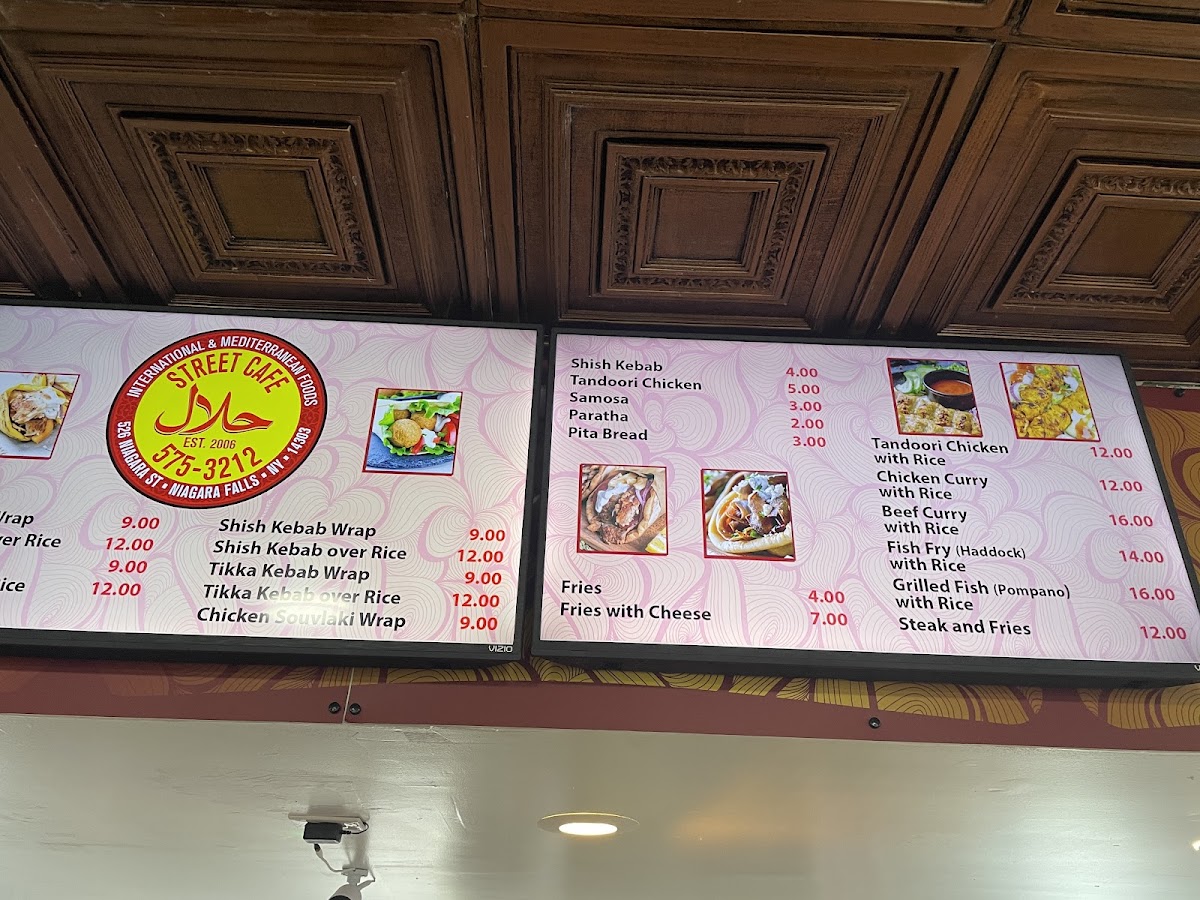 INTERNATIONAL & MEDITERRANEAN FOODS
STREET CAFE
حلال
EST. 2006
575-3212
526 NIAGARA ST • NIAGARA FALLS • NY • 14303
9.00
ver Rice 12.00
9.00
12.00
Shish Kebab Wrap 9.00
Shish Kebab over Rice 12.00
Tikka Kebab Wrap 9.00
Tikka Kebab over Rice 12.00
Chicken Souvlaki Wrap 9.00
VIZIO
Shish Kebab 4.00
Tandoori Chicken 5.00
Samosa 3.00
Paratha 2.00
Pita Bread 3.00
Fries 4.00
Fries with Cheese 7.00
Tandoori Chicken
with Rice 12.00
Chicken Curry
with Rice 12.00
Beef Curry
with Rice 16.00
Fish Fry (Haddock)
with Rice 14.00
Grilled Fish (Pompano)
with Rice 16.00
Steak and Fries 12.00